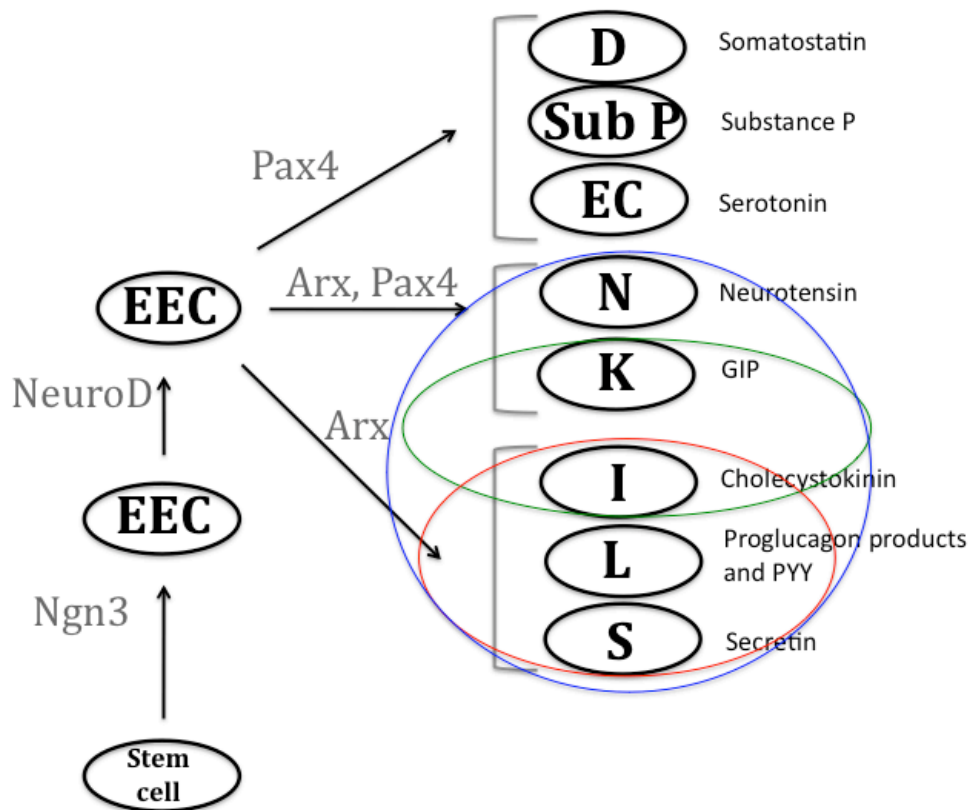 D
Somatostatin
Sub P
Substance P
Pax4
EC
Serotonin
EEC
Arx, Pax4
N
Neurotensin
K
GIP
NeuroD
Arx
I
Cholecystokinin
EEC
L
Proglucagon products
and PYY
Ngn3
S
Secretin
Stem
cell